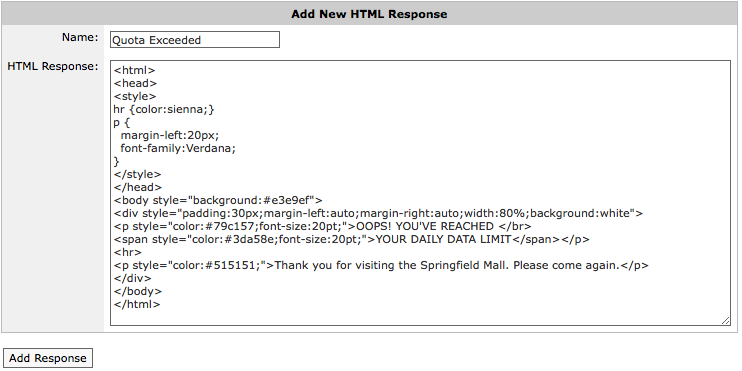 Add New HTML Response
Name: Quota Exceeded
HTML Response:
<html>
<head>
<style>
hr {color:sienna;}
p {
  margin-left:20px;
  font-family:Verdana;
}
</style>
</head>
<body style="background:#e3e9ef">
<div style="padding:30px;margin-left:auto;margin-right:auto;width:80%;background:white">
<p style="color:#79c157;font-size:20pt;">OOPS! YOU'VE REACHED </br>
<span style="color:#3da58e;font-size:20pt;">YOUR DAILY DATA LIMIT</span></p>
<hr>
<p style="color:#515151;">Thank you for visiting the Springfield Mall. Please come again.</p>
</div>
</body>
</html>
Add Response